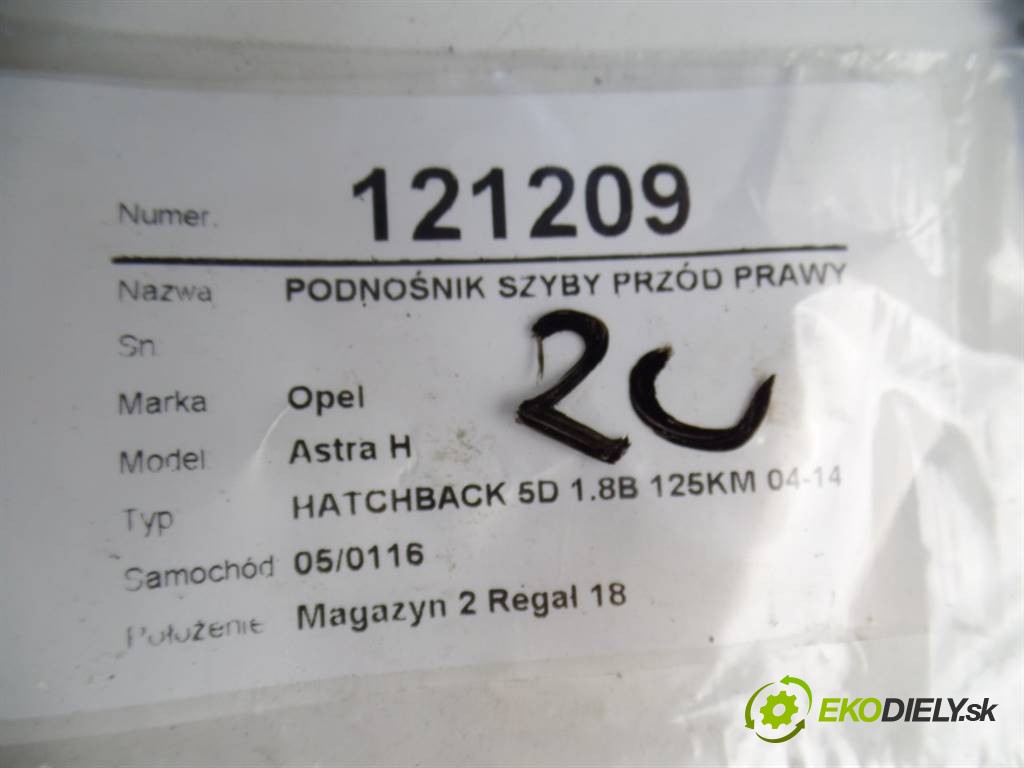 Numer. 121209
Nazwa PODNOŚNIK SZYBY PRZÓD PRAWY
Sn
20
Marka Opel
Model Astra H
Typ HATCHBACK 5D 1.8B 125KM 04-14
Samochód 05/0116
Położenie Magazyn 2 Regał 18
EKODIELY.sk